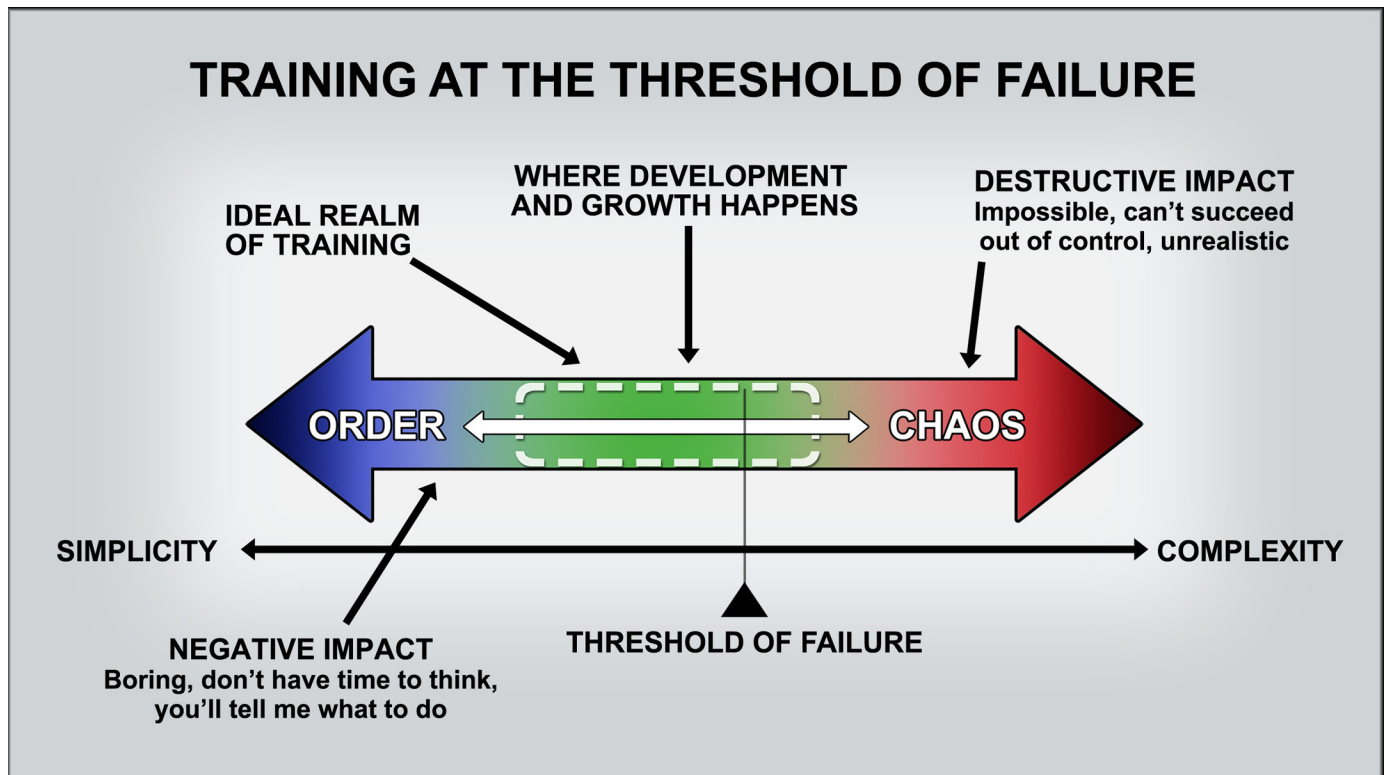 TRAINING AT THE THRESHOLD OF FAILURE
IDEAL REALM
OF TRAINING
WHERE DEVELOPMENT
AND GROWTH HAPPENS
DESTRUCTIVE IMPACT
Impossible, can’t succeed
out of control, unrealistic
ORDER
CHAOS
SIMPLICITY
COMPLEXITY
NEGATIVE IMPACT
Boring, don’t have time to think,
you’ll tell me what to do
THRESHOLD OF FAILURE